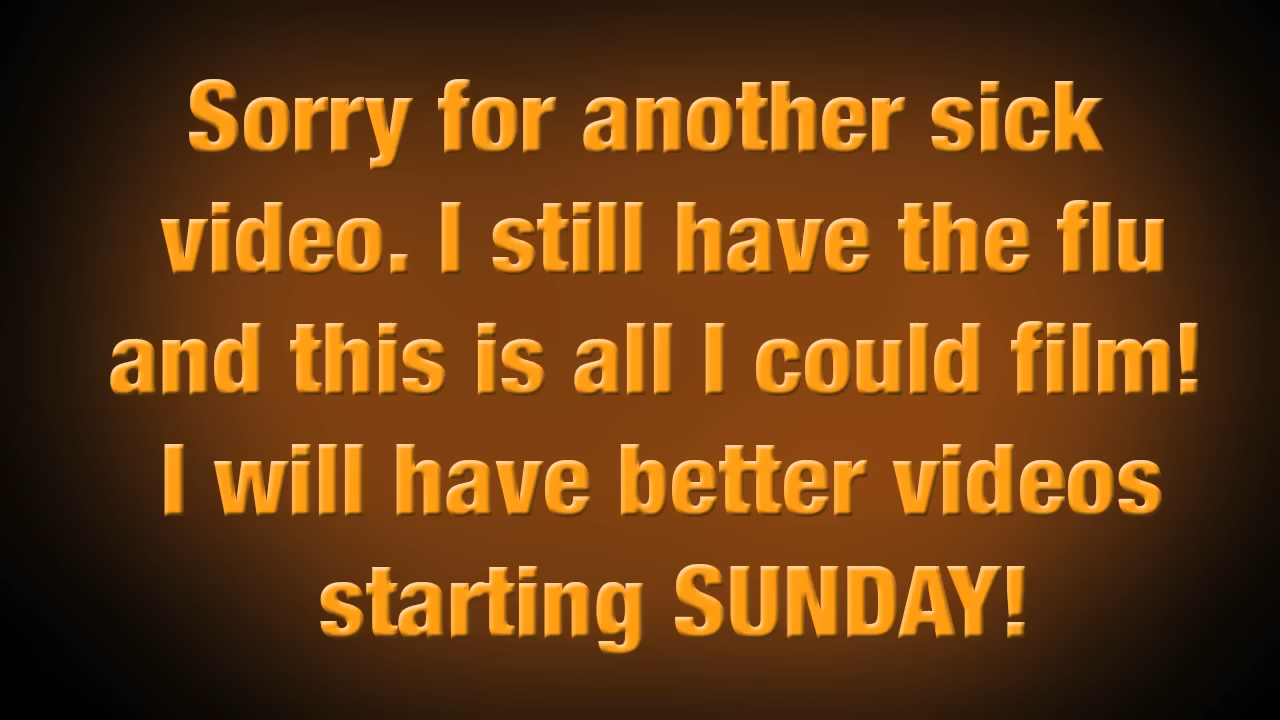 Sorry for another sick
video. I still have the flu
and this is all I could film!
I will have better videos
starting SUNDAY!